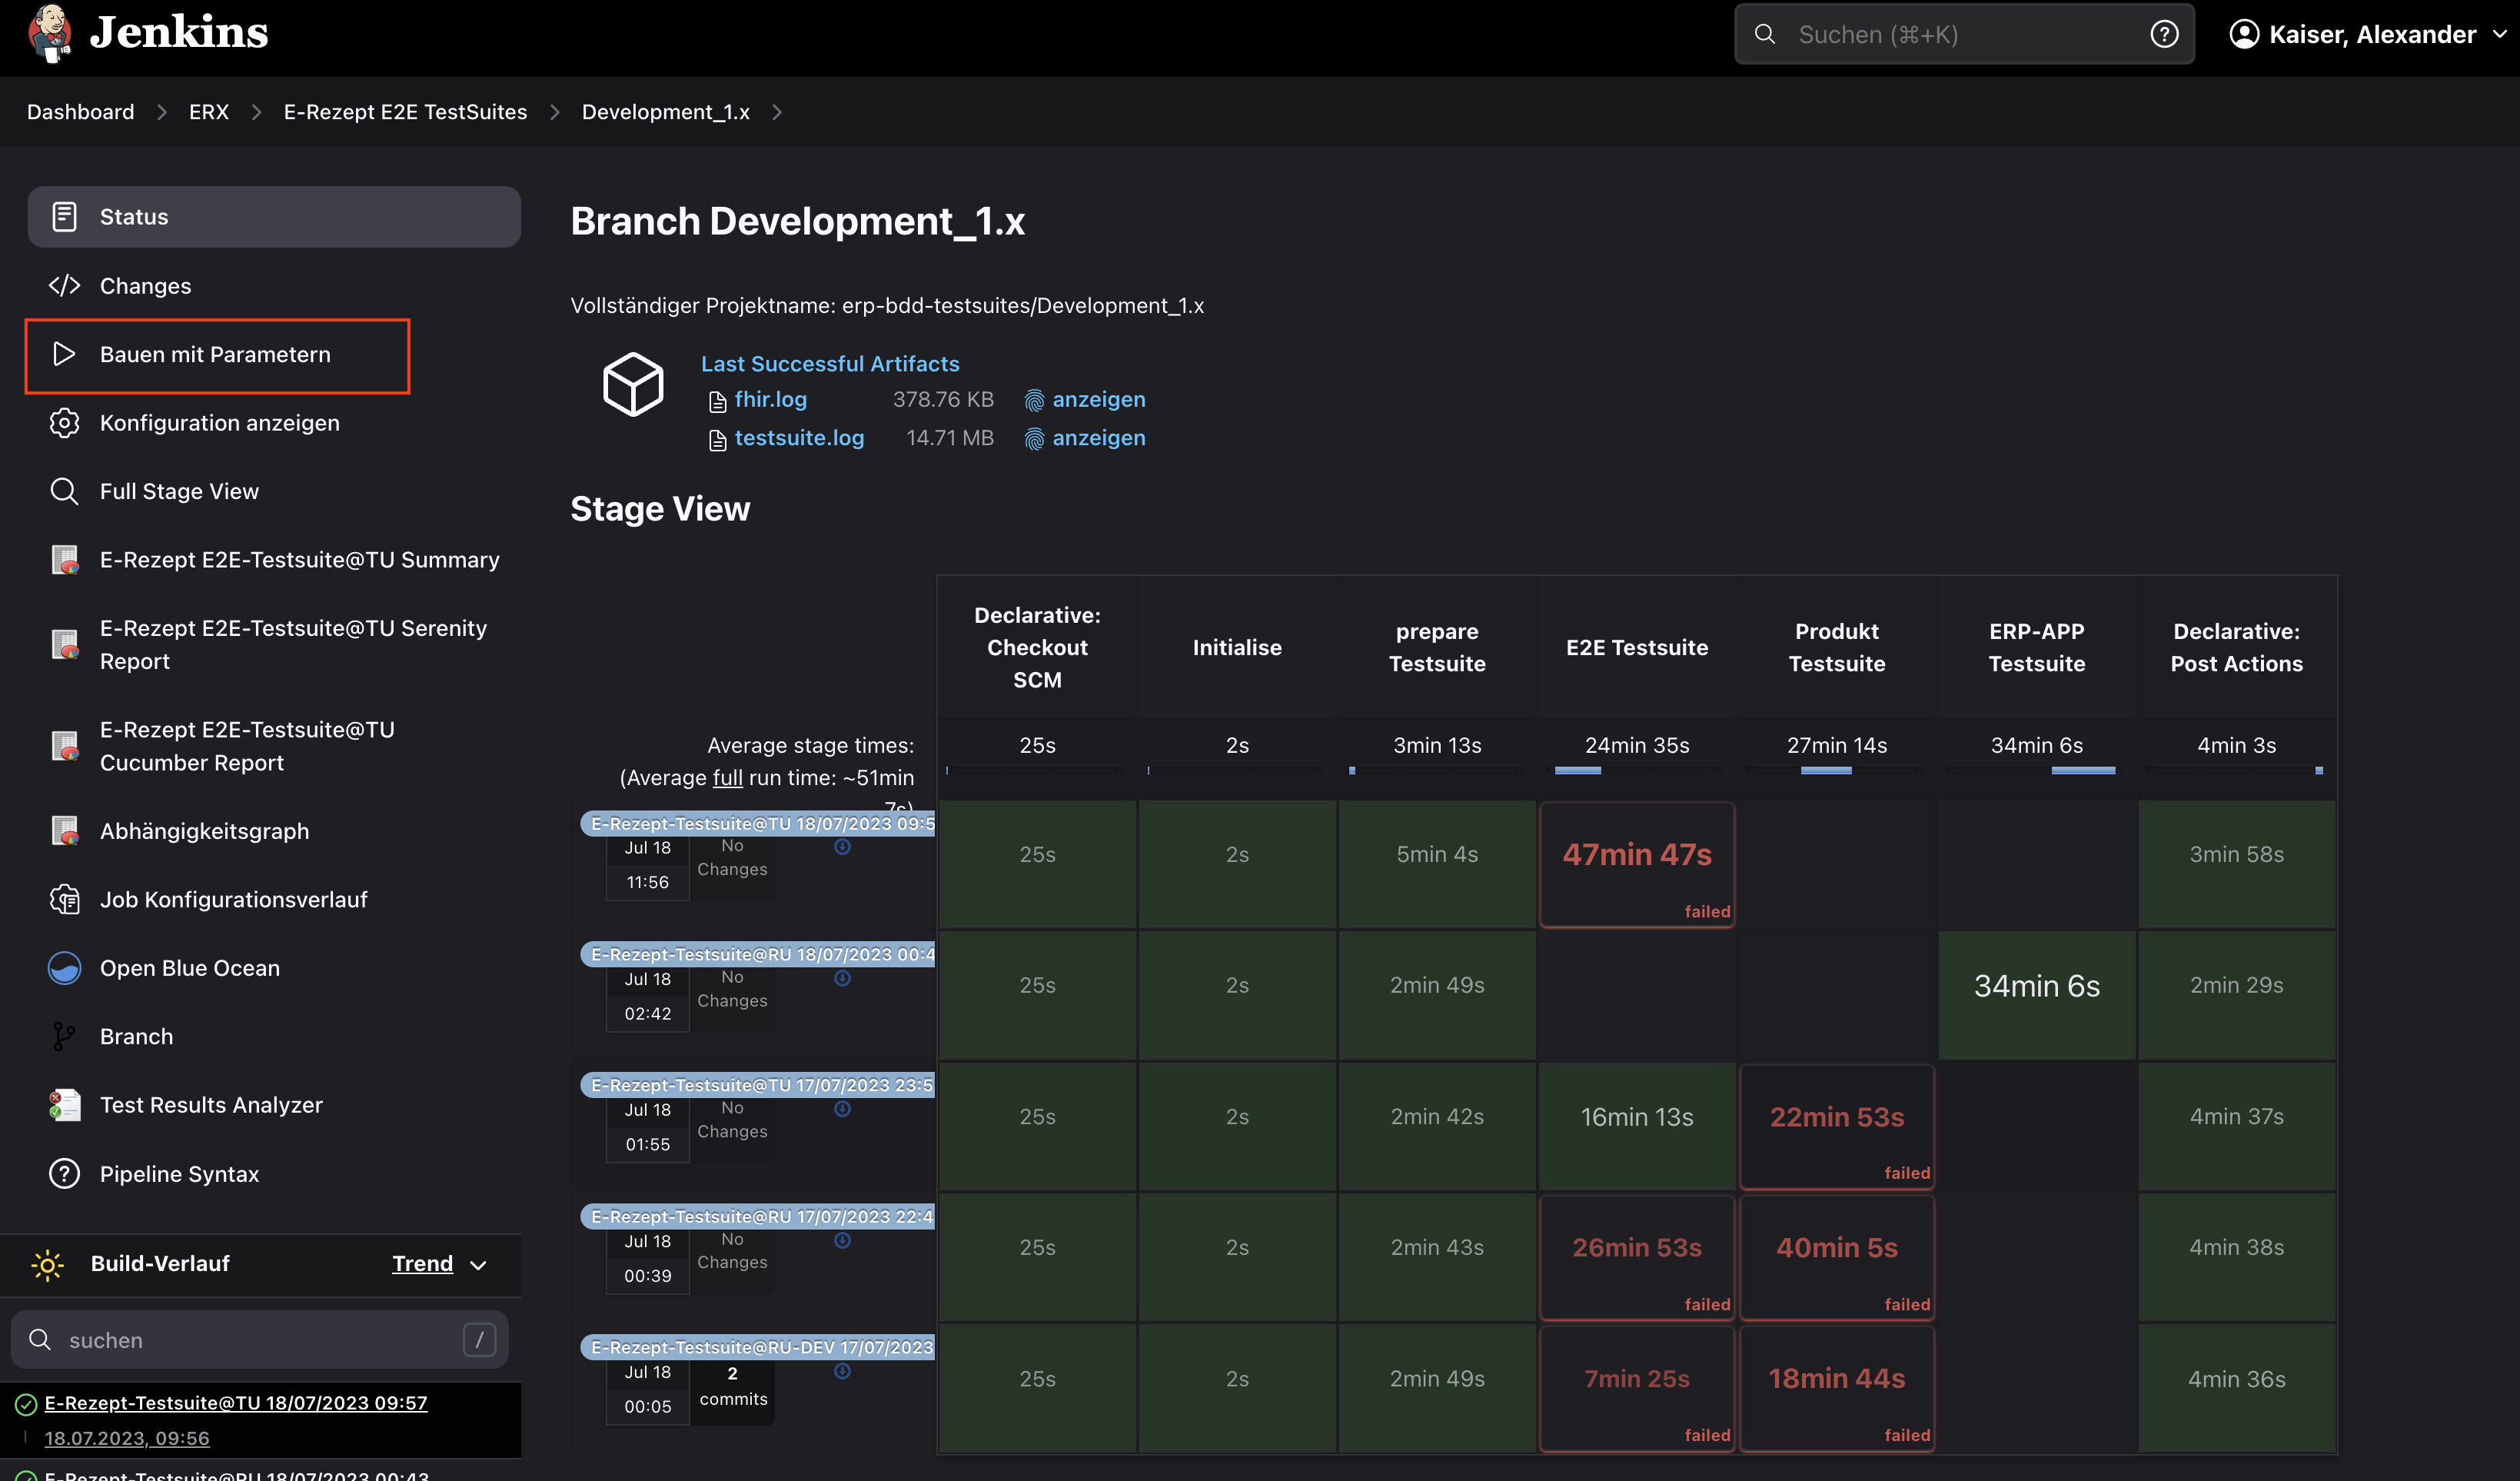 Jenkins
Suchen (⌘+K)
Kaiser, Alexander
Dashboard
ERX
E-Rezept E2E TestSuites
Development_1.x
Status
Changes
Bauen mit Parametern
Konfiguration anzeigen
Full Stage View
E-Rezept E2E-Testsuite@TU Summary
E-Rezept E2E-Testsuite@TU Serenity
Report
E-Rezept E2E-Testsuite@TU
Cucumber Report
Abhängigkeitsgraph
Job Konfigurationsverlauf
Open Blue Ocean
Branch
Test Results Analyzer
Pipeline Syntax
Build-Verlauf
Trend
suchen
/
E-Rezept-Testsuite@TU 18/07/2023 09:57
18.07.2023, 09:56
E-Rezept-Testsuite@RU 18/07/2023 00:43
Branch Development_1.x
Vollständiger Projektname: erp-bdd-testsuites/Development_1.x
Last Successful Artifacts
fhir.log 378.76 KB anzeigen
testsuite.log 14.71 MB anzeigen
Stage View
Declarative:
Checkout
SCM
Initialise
prepare
Testsuite
E2E Testsuite
Produkt
Testsuite
ERP-APP
Testsuite
Declarative:
Post Actions
Average stage times:
(Average full run time: ~51min
7s)
25s 2s 3min 13s 24min 35s 27min 14s 34min 6s 4min 3s
E-Rezept-Testsuite@TU 18/07/2023 09:5
Jul 18
11:56
No
Changes
25s 2s 5min 4s 47min 47s 3min 58s
failed
E-Rezept-Testsuite@RU 18/07/2023 00:4
Jul 18
02:42
No
Changes
25s 2s 2min 49s 34min 6s 2min 29s
E-Rezept-Testsuite@TU 17/07/2023 23:5
Jul 18
01:55
No
Changes
25s 2s 2min 42s 16min 13s 22min 53s 4min 37s
failed
E-Rezept-Testsuite@RU 17/07/2023 22:4
Jul 18
00:39
No
Changes
25s 2s 2min 43s 26min 53s 40min 5s 4min 38s
failed failed
E-Rezept-Testsuite@RU-DEV 17/07/2023
Jul 18
00:05
2
commits
25s 2s 2min 49s 7min 25s 18min 44s 4min 36s
failed failed